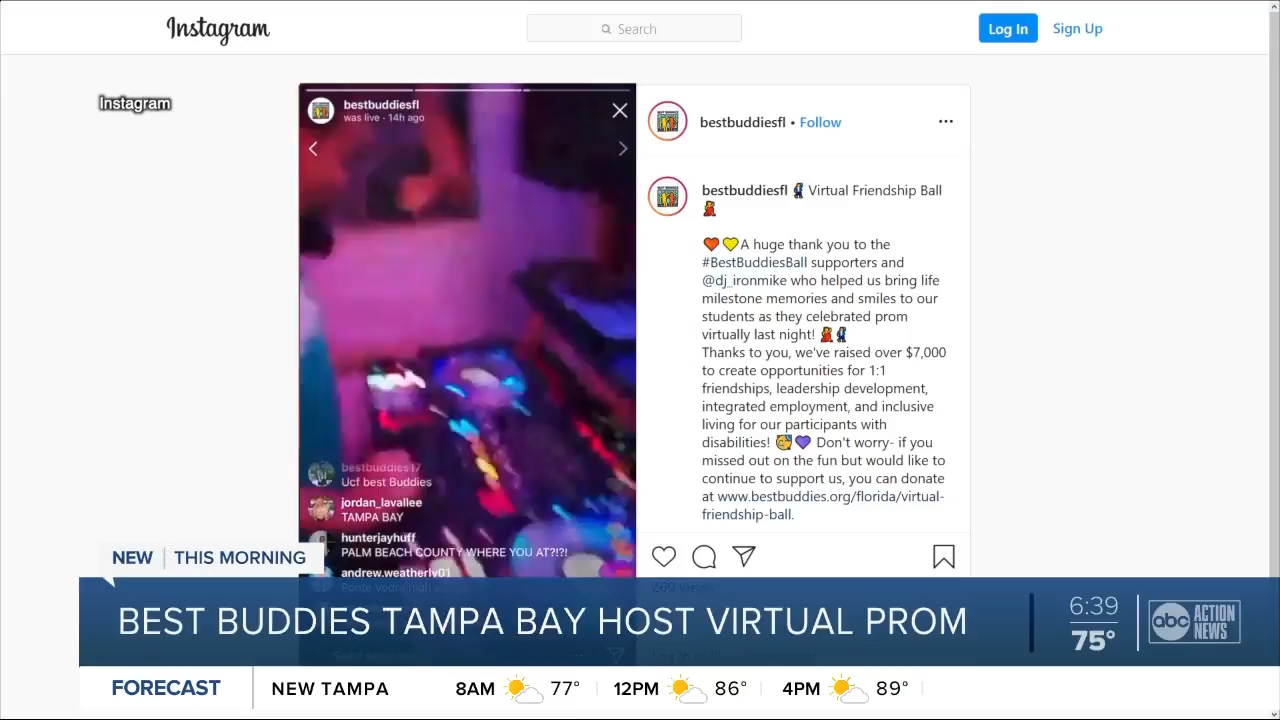 Instagram
Search
Log In
Sign Up
Instagram
bestbuddiesfl
was live · 14h ago
bestbuddies17
Ucf best Buddies
jordan_lavallee
TAMPA BAY
hunterjayhuff
PALM BEACH COUNTY WHERE YOU AT?!?!
andrew.weatherly01
bestbuddiesfl • Follow
bestbuddiesfl 🕺 Virtual Friendship Ball
💃
🧡💛A huge thank you to the
#BestBuddiesBall supporters and
@dj_ironmike who helped us bring life
milestone memories and smiles to our
students as they celebrated prom
virtually last night! 💃🕺
Thanks to you, we've raised over $7,000
to create opportunities for 1:1
friendships, leadership development,
integrated employment, and inclusive
living for our participants with
disabilities! 🥳💜 Don't worry- if you
missed out on the fun but would like to
continue to support us, you can donate
at www.bestbuddies.org/florida/virtual-
friendship-ball.
NEW THIS MORNING
BEST BUDDIES TAMPA BAY HOST VIRTUAL PROM
6:39
75°
abc ACTION NEWS
FORECAST NEW TAMPA 8AM 77° 12PM 86° 4PM 89°